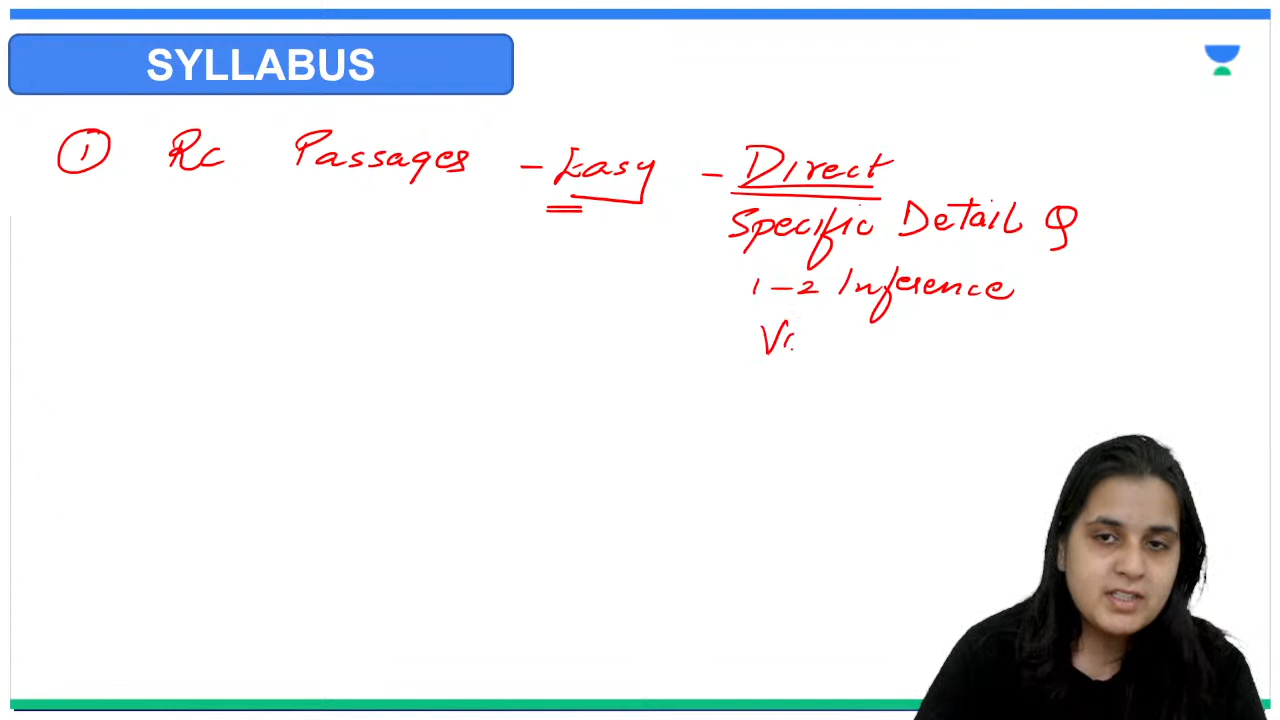 SYLLABUS
① Rc Passages - Easy - Direct
Specific Detail Q
1-2 Inference